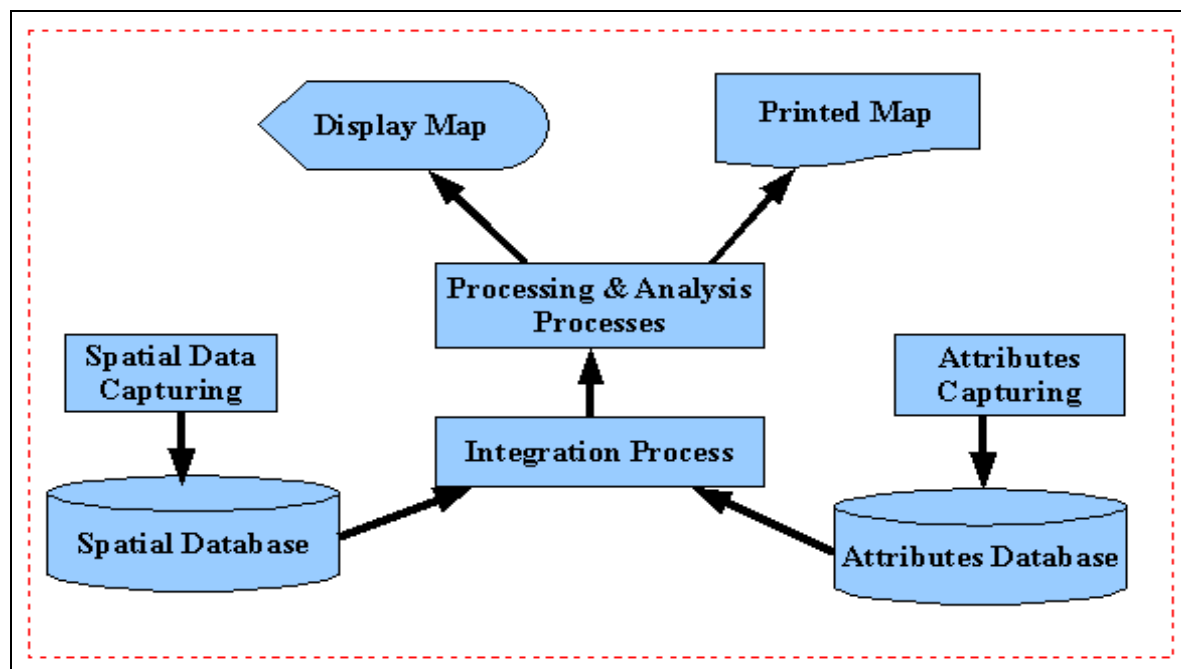 Display Map
Printed Map
Processing & Analysis
Processes
Spatial Data
Capturing
Attributes
Capturing
Integration Process
Spatial Database
Attributes Database